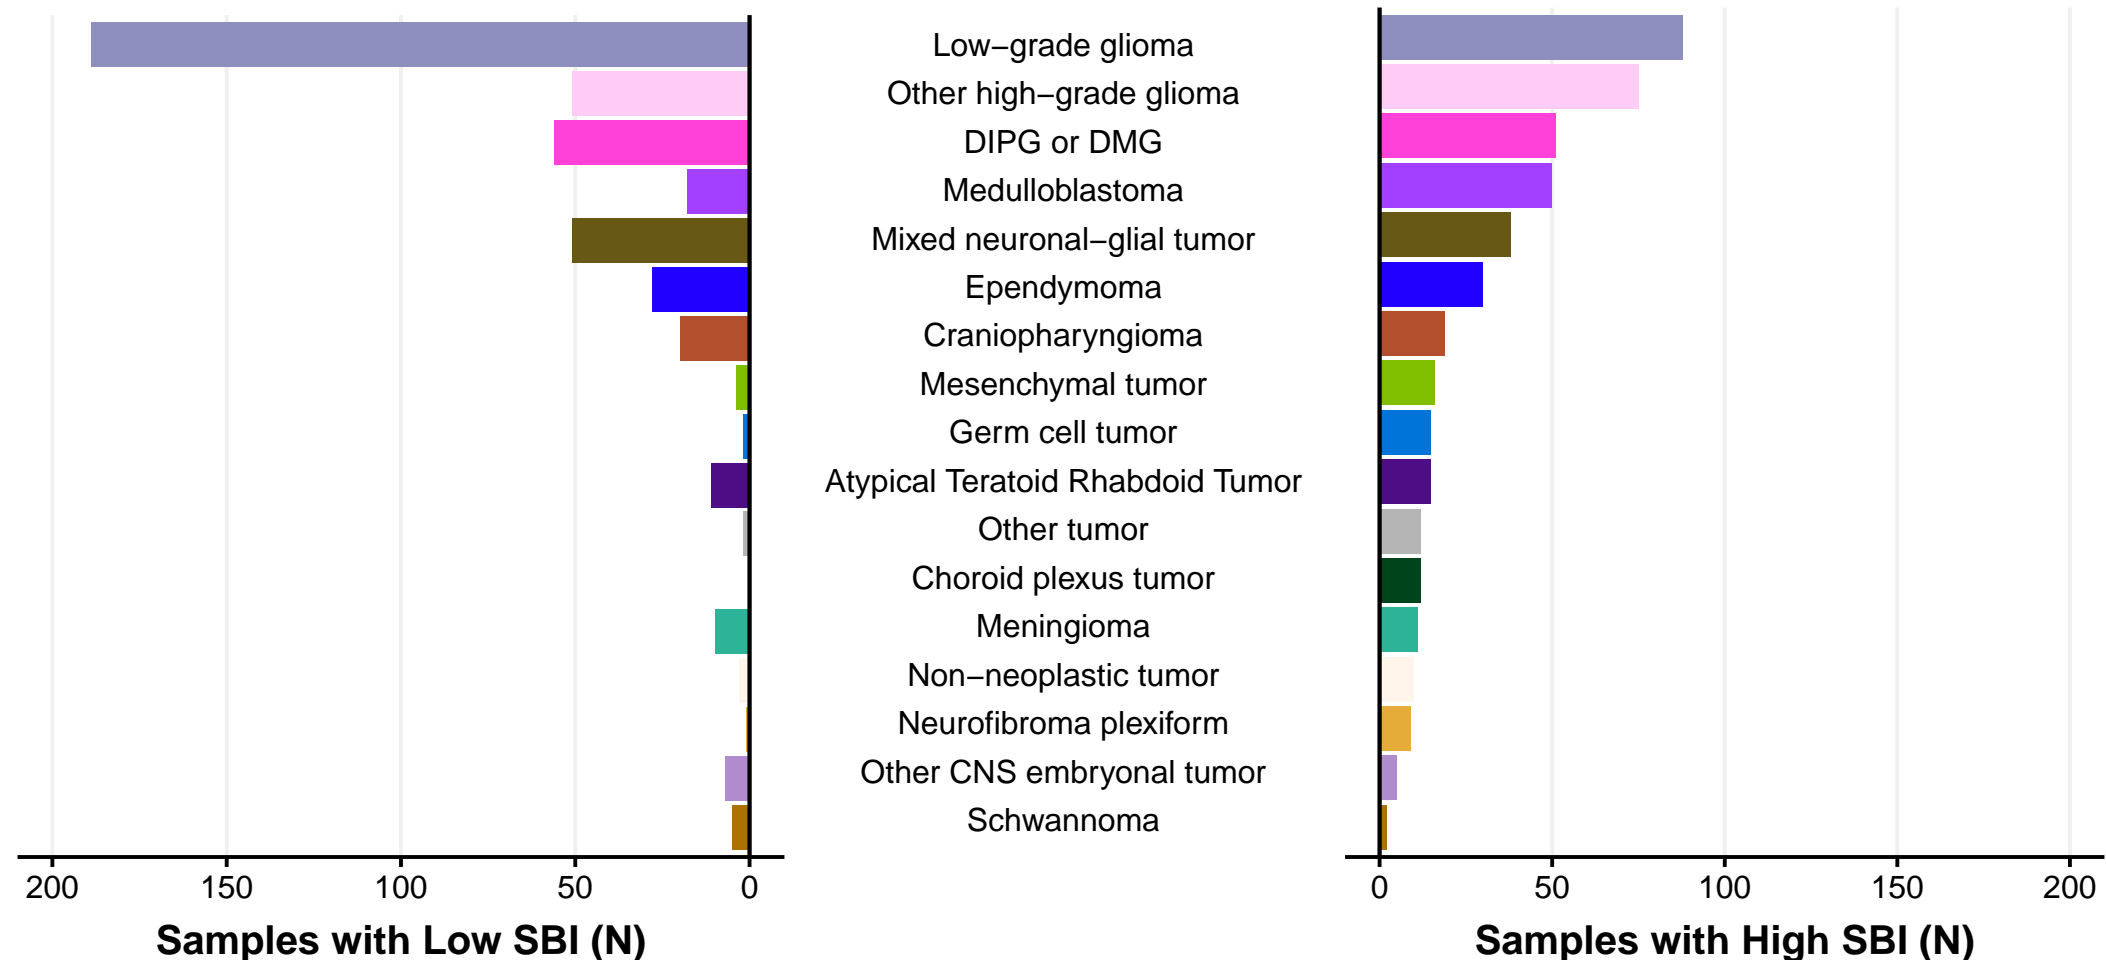 Low−grade glioma
Other high−grade glioma
DIPG or DMG
Medulloblastoma
Mixed neuronal−glial tumor
Ependymoma
Craniopharyngioma
Mesenchymal tumor
Germ cell tumor
Atypical Teratoid Rhabdoid Tumor
Other tumor
Choroid plexus tumor
Meningioma
Non−neoplastic tumor
Neurofibroma plexiform
Other CNS embryonal tumor
Schwannoma
200 150 100 50 0
0 50 100 150 200
Samples with Low SBI (N)
Samples with High SBI (N)